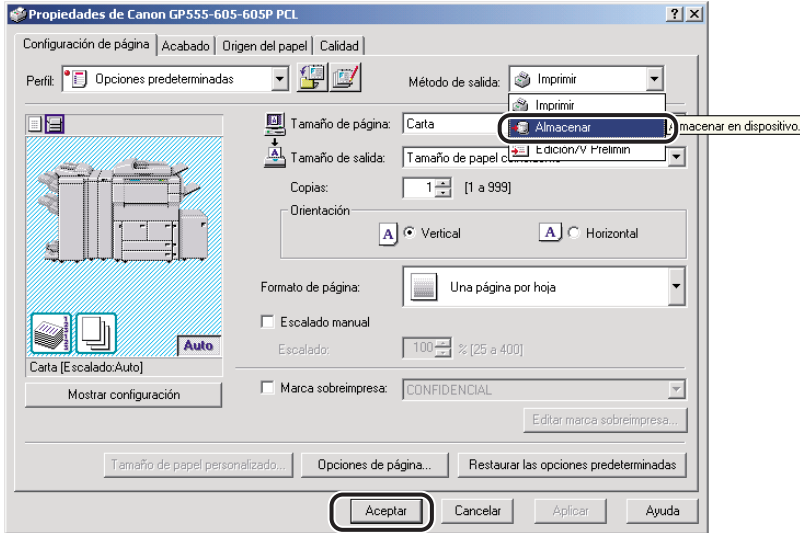 Propiedades de Canon GP555-605-605P PCL
Configuración de página Acabado Origen del papel Calidad
Perfil: Opciones predeterminadas
Método de salida: Imprimir
Imprimir
Almacenar
Almacenar en dispositivo.
Edición/V Prelimin
Tamaño de página: Carta
Tamaño de salida: Tamaño de papel
Copias: 1 [1 a 999]
Orientación
A Vertical A Horizontal
Formato de página: Una página por hoja
Escalado manual
Escalado: 100 % [25 a 400]
Auto
Carta [Escalado:Auto]
Mostrar configuración
Marca sobreimpresa: CONFIDENCIAL
Editar marca sobreimpresa...
Tamaño de papel personalizado... Opciones de página... Restaurar las opciones predeterminadas
Aceptar Cancelar Aplicar Ayuda